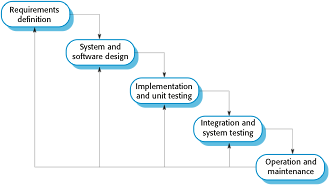 Requirements
definition
System and
software design
Implementation
and unit testing
Integration and
system testing
Operation and
maintenance